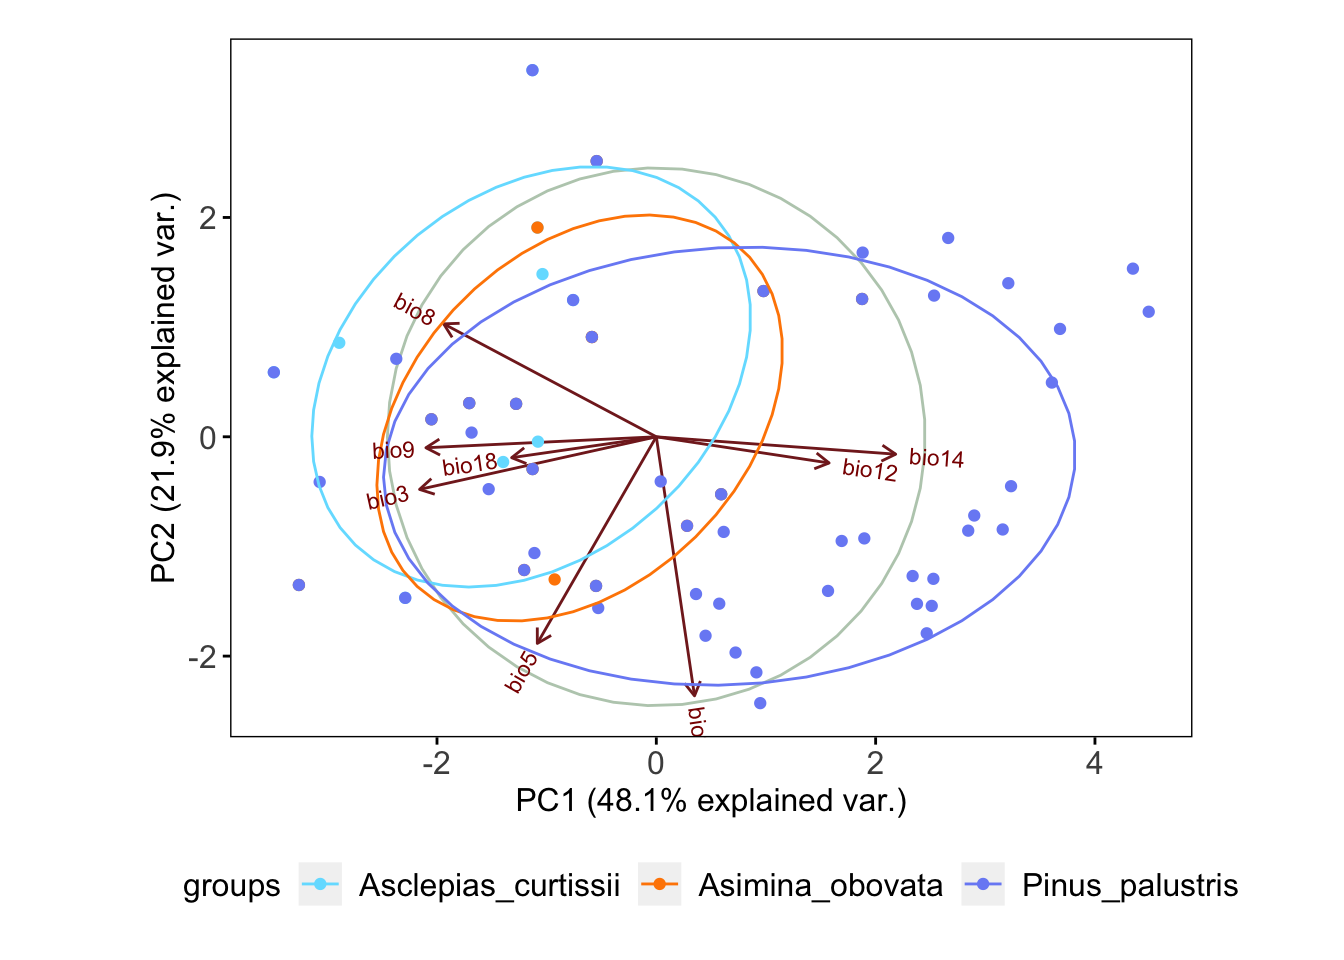 2
0
-2
PC2 (21.9% explained var.)
bio8
bio9
bio18
bio3
bio5
bio
bio12
bio14
-2 0 2 4
PC1 (48.1% explained var.)
groups Asclepias_curtissii Asimina_obovata Pinus_palustris